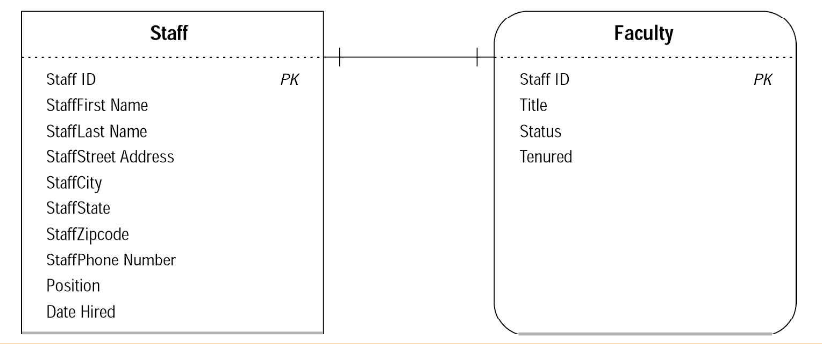 Staff
Staff ID PK
StaffFirst Name
StaffLast Name
StaffStreet Address
StaffCity
StaffState
StaffZipcode
StaffPhone Number
Position
Date Hired
Faculty
Staff ID PK
Title
Status
Tenured